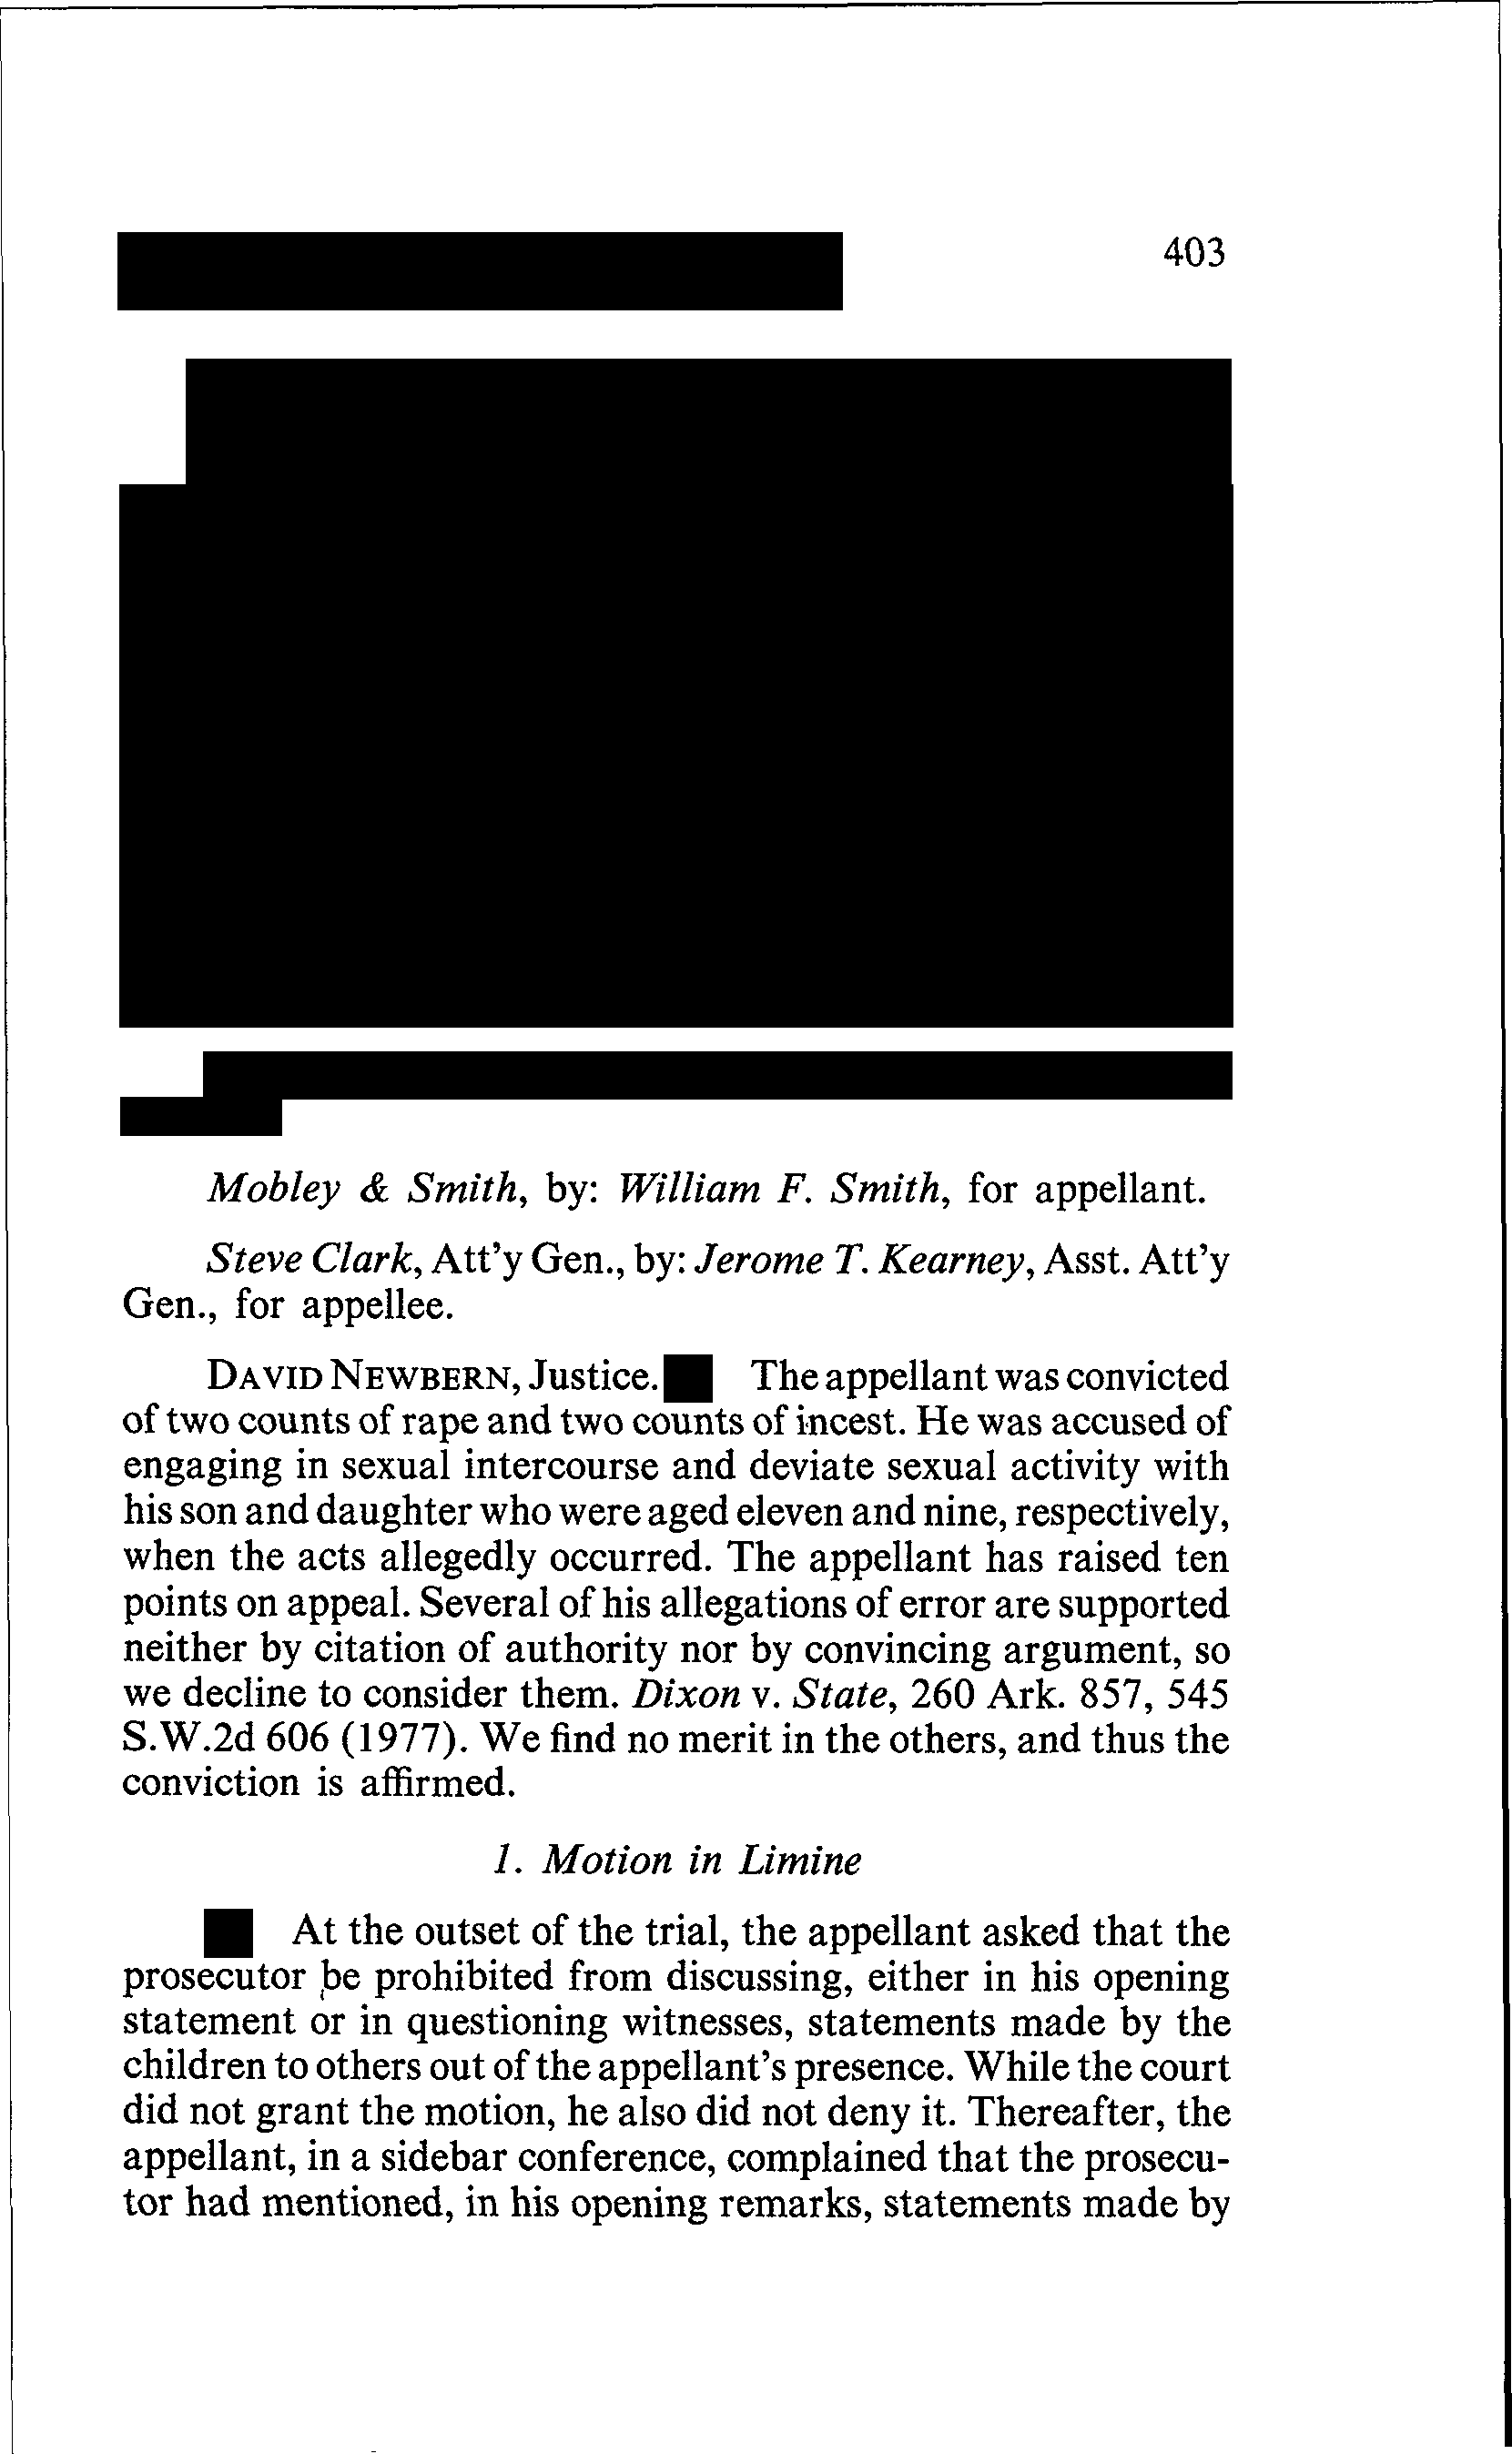 403
Mobley & Smith, by: William F. Smith, for appellant.
Steve Clark, Att'y Gen., by: Jerome T. Kearney, Asst. Att'y
Gen., for appellee.
DAVID NEWBERN, Justice. The appellant was convicted
of two counts of rape and two counts of incest. He was accused of
engaging in sexual intercourse and deviate sexual activity with
his son and daughter who were aged eleven and nine, respectively,
when the acts allegedly occurred. The appellant has raised ten
points on appeal. Several of his allegations of error are supported
neither by citation of authority nor by convincing argument, so
we decline to consider them. Dixon v. State, 260 Ark. 857, 545
S.W.2d 606 (1977). We find no merit in the others, and thus the
conviction is affirmed.
1. Motion in Limine
At the outset of the trial, the appellant asked that the
prosecutor be prohibited from discussing, either in his opening
statement or in questioning witnesses, statements made by the
children to others out of the appellant's presence. While the court
did not grant the motion, he also did not deny it. Thereafter, the
appellant, in a sidebar conference, complained that the prosecu-
tor had mentioned, in his opening remarks, statements made by